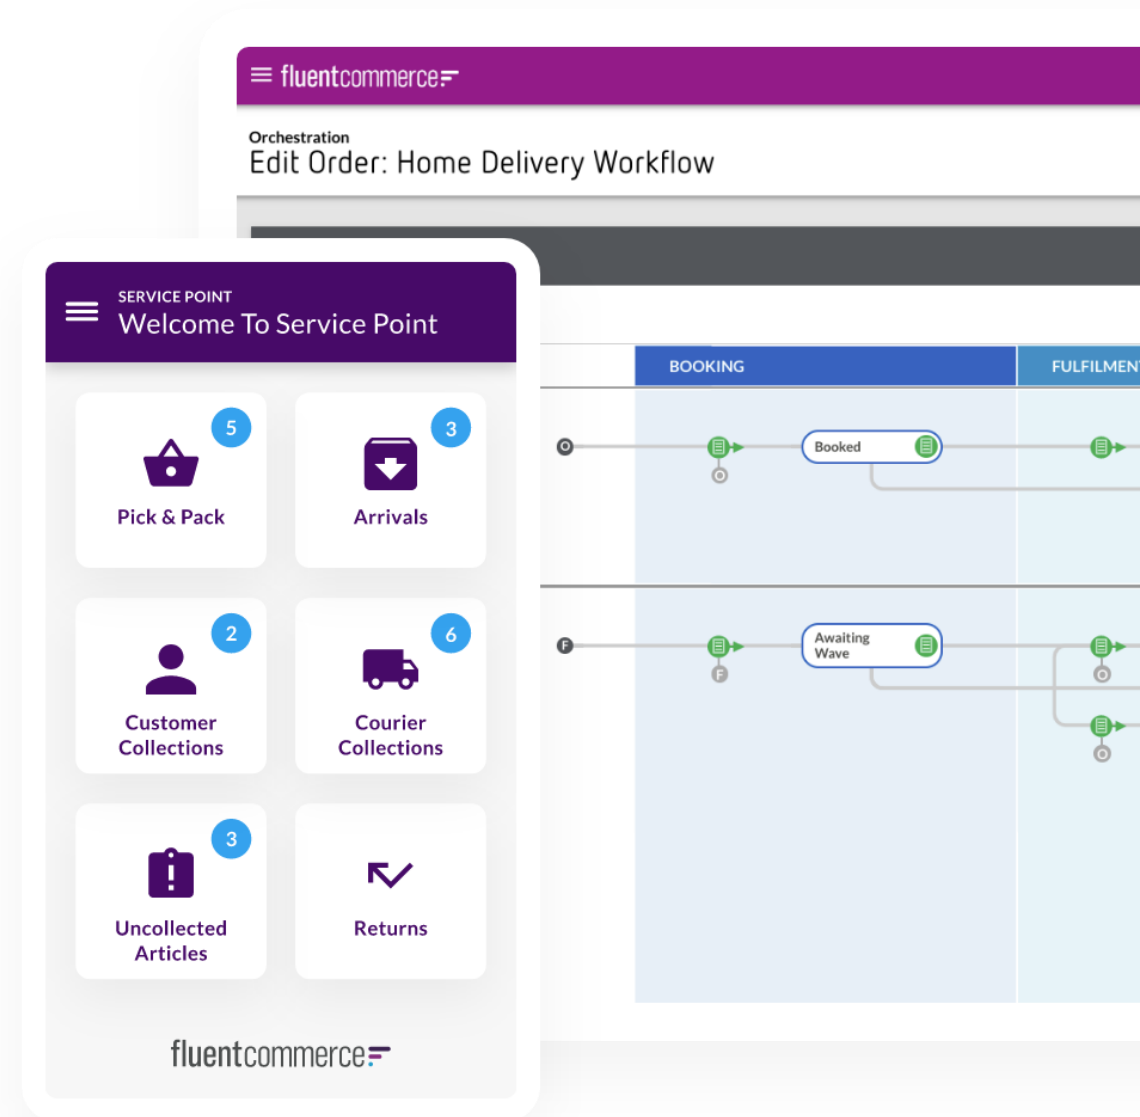 fluentcommerce
Orchestration
Edit Order: Home Delivery Workflow
SERVICE POINT
Welcome To Service Point
5
Pick & Pack
3
Arrivals
2
Customer
Collections
6
Courier
Collections
3
Uncollected
Articles
Returns
fluentcommerce
BOOKING
FULFILMENT
O
O
Booked
F
F
Awaiting
Wave
O
O